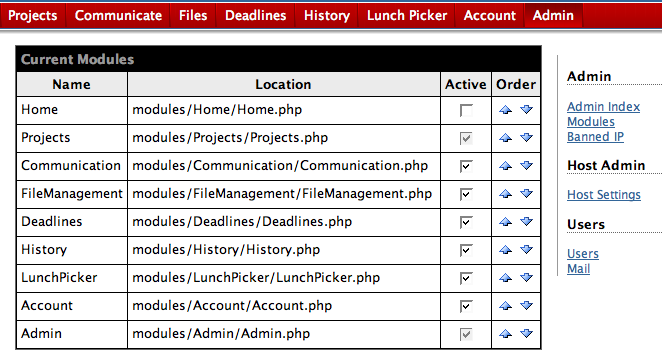 Projects Communicate Files Deadlines History Lunch Picker Account Admin
Current Modules
Name Location Active Order
Home modules/Home/Home.php
Projects modules/Projects/Projects.php
Communication modules/Communication/Communication.php
FileManagement modules/FileManagement/FileManagement.php
Deadlines modules/Deadlines/Deadlines.php
History modules/History/History.php
LunchPicker modules/LunchPicker/LunchPicker.php
Account modules/Account/Account.php
Admin modules/Admin/Admin.php
Admin
Admin Index
Modules
Banned IP
Host Admin
Host Settings
Users
Users
Mail